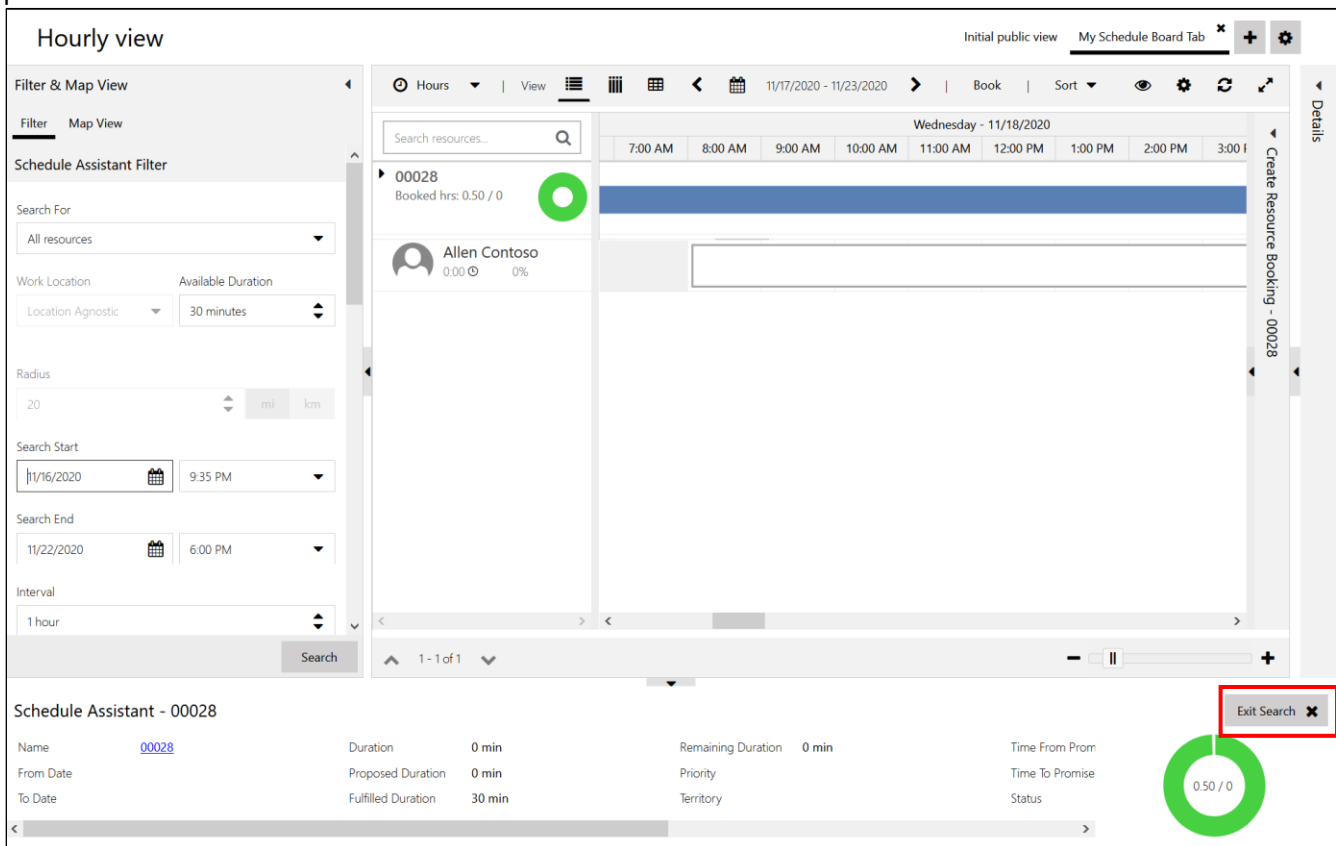 Hourly view
Initial public view
My Schedule Board Tab
Filter & Map View
Filter
Map View
Schedule Assistant Filter
Search For
All resources
Work Location
Available Duration
Location Agnostic
30 minutes
Radius
20
mi
km
Search Start
11/16/2020
9:35 PM
Search End
11/22/2020
6:00 PM
Interval
1 hour
Search
Hours
View
11/17/2020 - 11/23/2020
Book
Sort
Search resources...
Wednesday - 11/18/2020
7:00 AM
8:00 AM
9:00 AM
10:00 AM
11:00 AM
12:00 PM
1:00 PM
2:00 PM
3:00 P
00028
Booked hrs: 0.50 / 0
Allen Contoso
0:00
0%
1 - 1 of 1
Create Resource Booking - 00028
Details
Schedule Assistant - 00028
Exit Search
Name 00028
Duration 0 min
Remaining Duration 0 min
Time From Prom
From Date
Proposed Duration 0 min
Priority
Time To Promise
To Date
Fulfilled Duration 30 min
Territory
Status
0.50 / 0